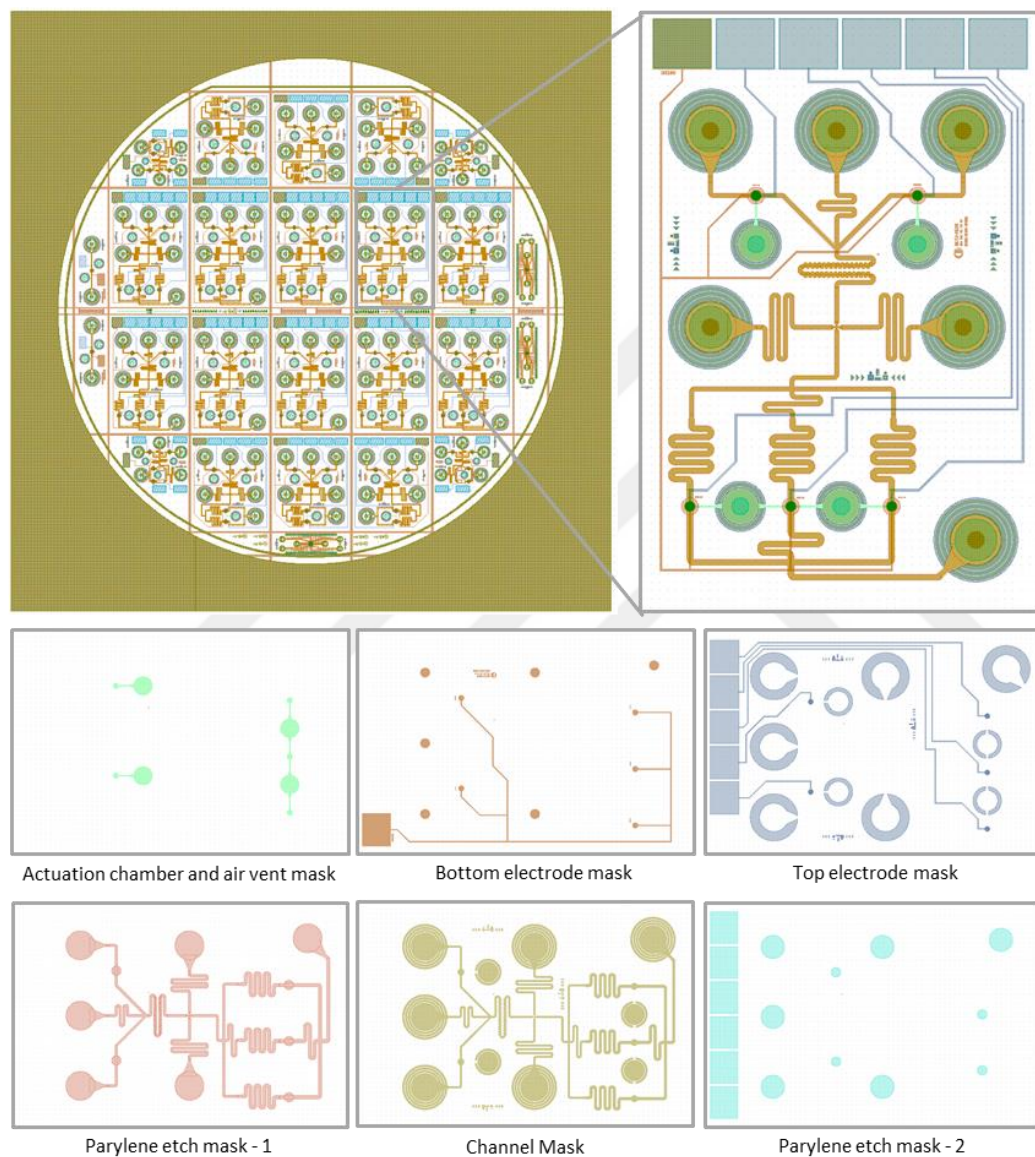 Actuation chamber and air vent mask
Bottom electrode mask
Top electrode mask
Parylene etch mask - 1
Channel Mask
Parylene etch mask - 2